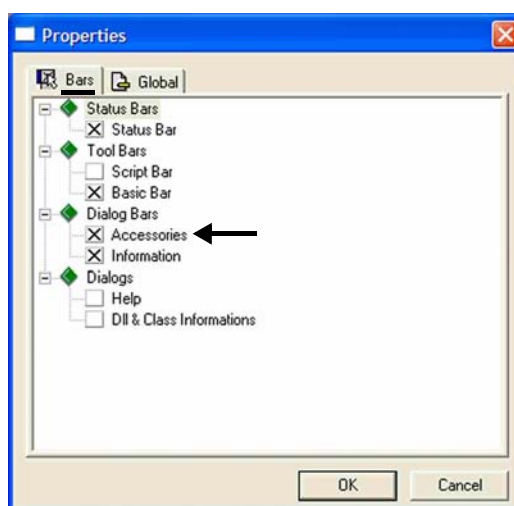 Properties
Bars Global
Status Bars
Status Bar
Tool Bars
Script Bar
Basic Bar
Dialog Bars
Accessories
Information
Dialogs
Help
Dll & Class Informations
OK Cancel